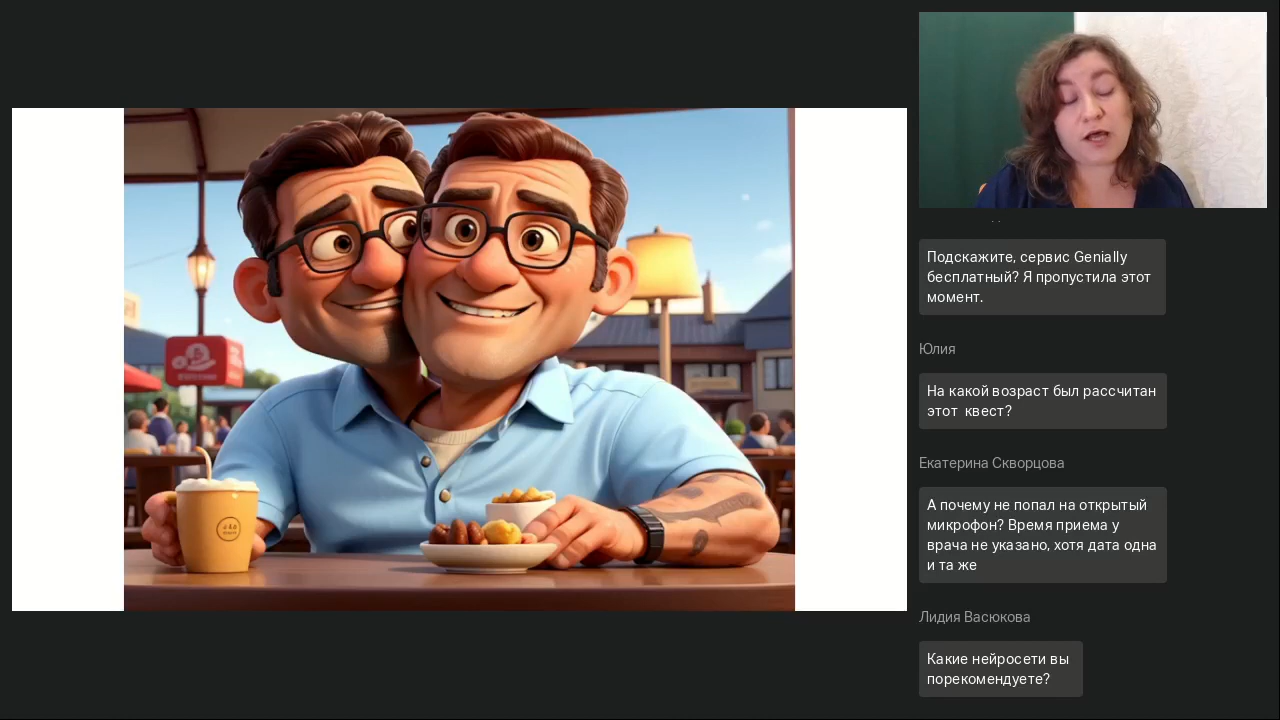 Подскажите, сервис Genially
бесплатный? Я пропустила этот
момент.
Юлия
На какой возраст был рассчитан
этот квест?
Екатерина Скворцова
А почему не попал на открытый
микрофон? Время приема у
врача не указано, хотя дата одна
и та же
Лидия Васюкова
Какие нейросети вы
порекомендуете?